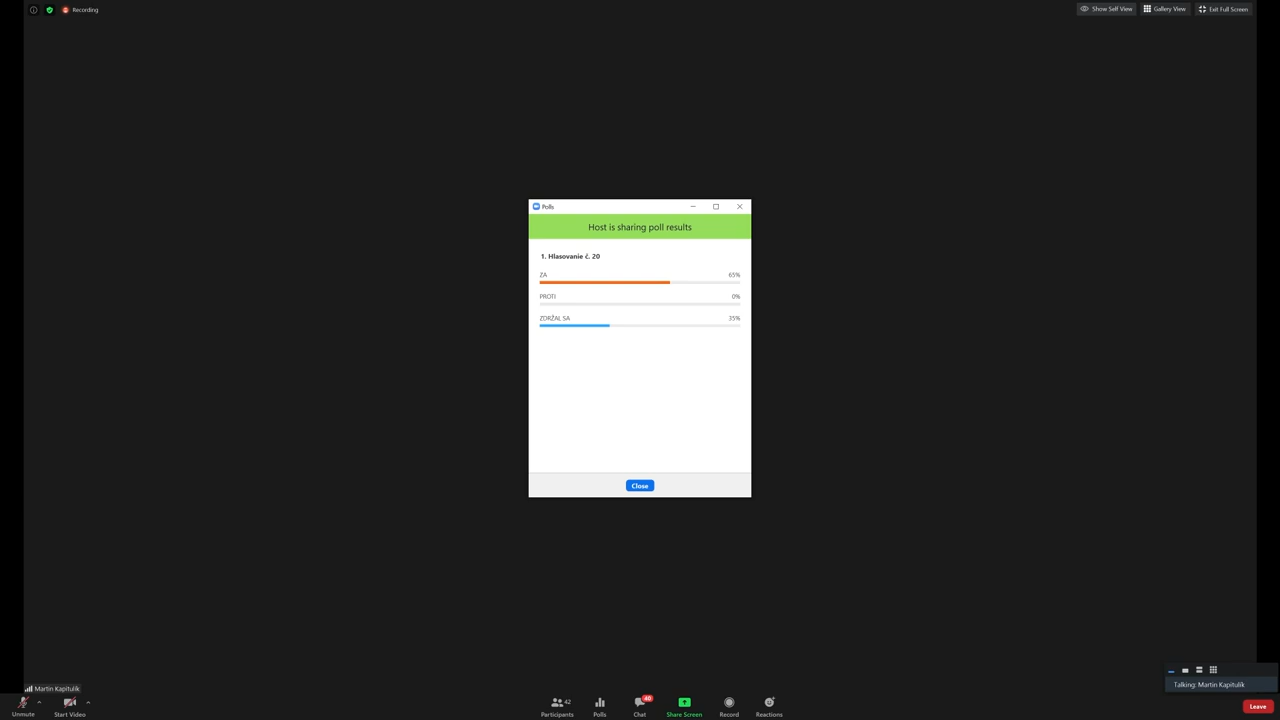 Recording
Show Self View
Gallery View
Exit Full Screen
Polls
Host is sharing poll results
1. Hlasovanie č. 20
ZA 65%
PROTI 0%
ZDRŽAL SA 35%
Close
Martin Kapitulík
Talking: Martin Kapitulík
Unmute
Start Video
42
Participants
Polls
40
Chat
Share Screen
Record
Reactions
Leave